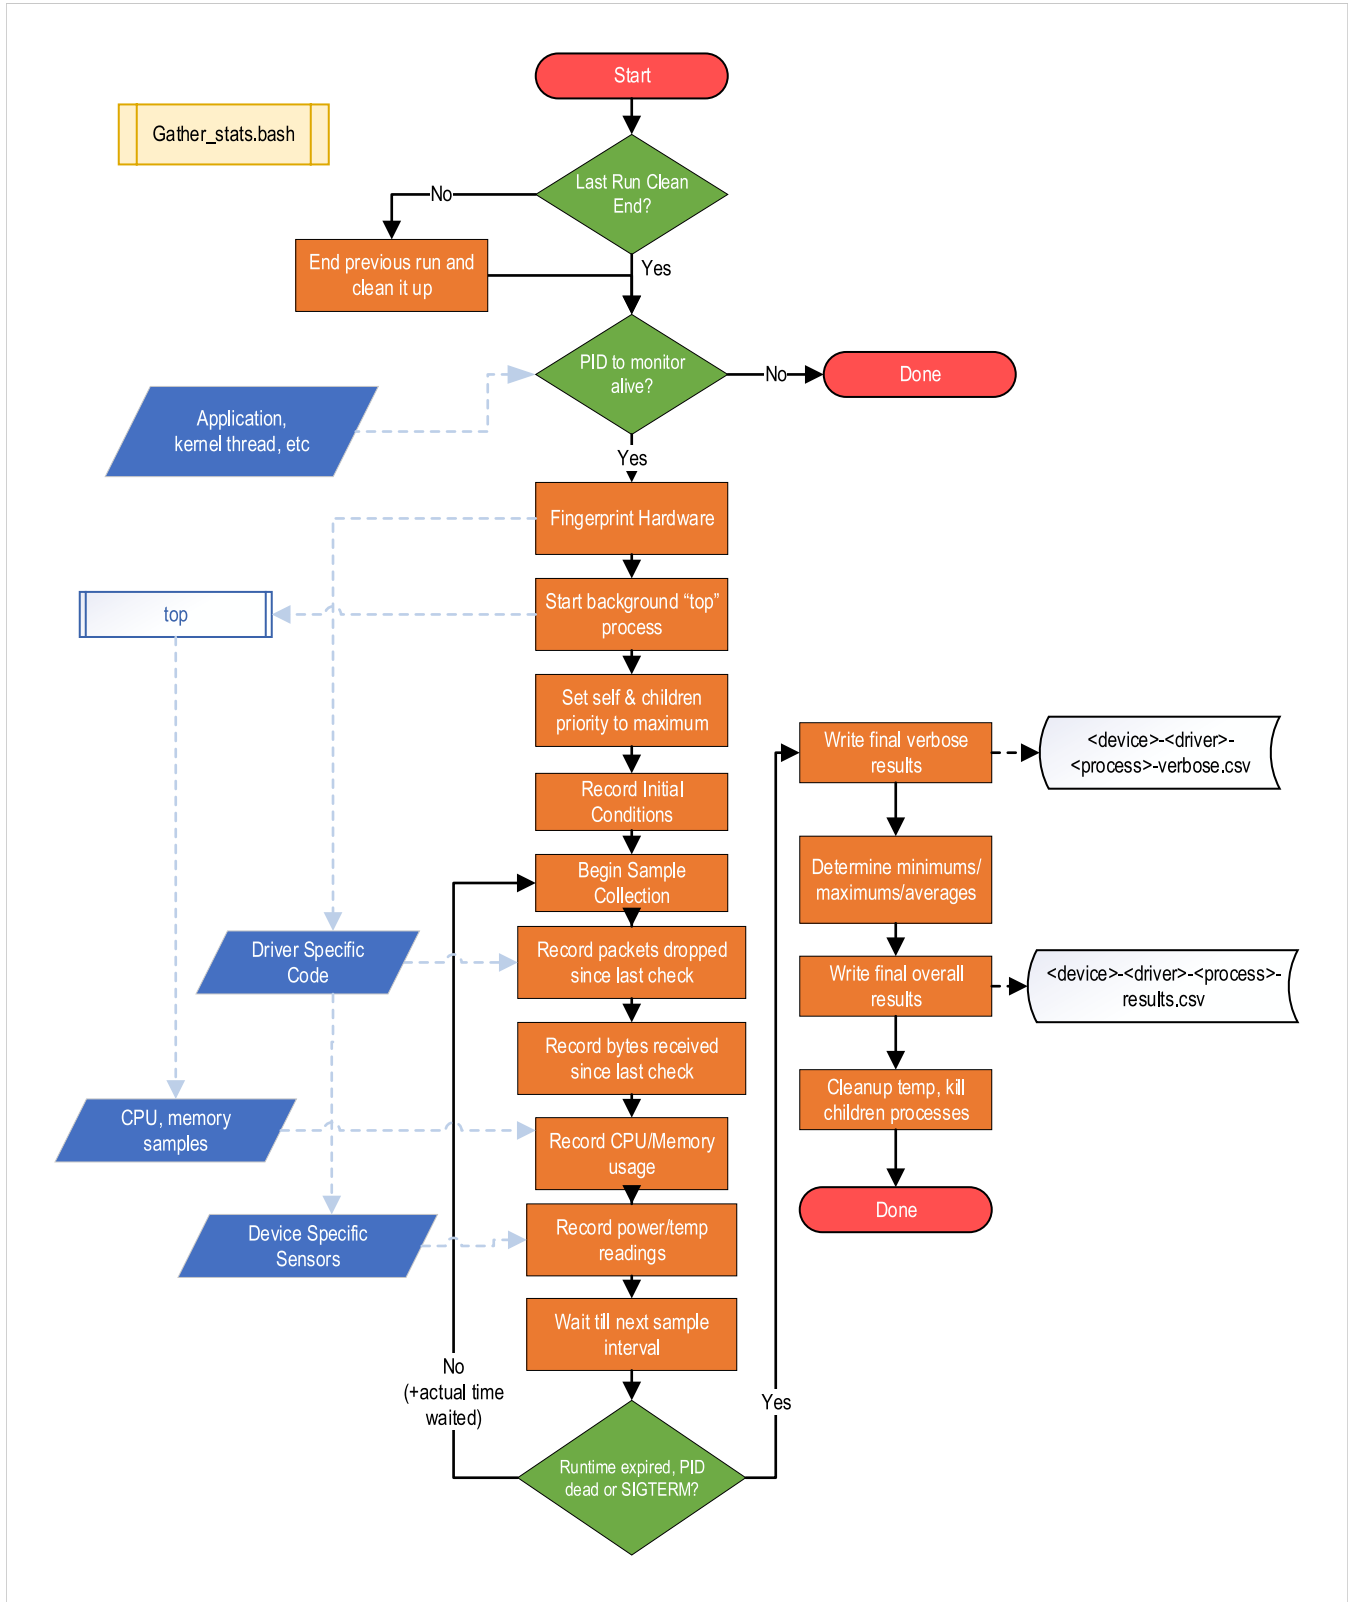 Start
Gather_stats.bash
Last Run Clean
End?
No
End previous run and
clean it up
Yes
PID to monitor
alive?
No
Done
Application,
kernel thread, etc
Yes
Fingerprint Hardware
Start background “top”
process
top
Set self & children
priority to maximum
Record Initial
Conditions
Begin Sample
Collection
Driver Specific
Code
Record packets dropped
since last check
Record bytes received
since last check
CPU, memory
samples
Record CPU/Memory
usage
Device Specific
Sensors
Record power/temp
readings
Wait till next sample
interval
No
(+actual time
waited)
Runtime expired, PID
dead or SIGTERM?
Yes
Write final verbose
results
<device>-<driver>-
<process>-verbose.csv
Determine minimums/
maximums/averages
Write final overall
results
<device>-<driver>-<process>-
results.csv
Cleanup temp, kill
children processes
Done